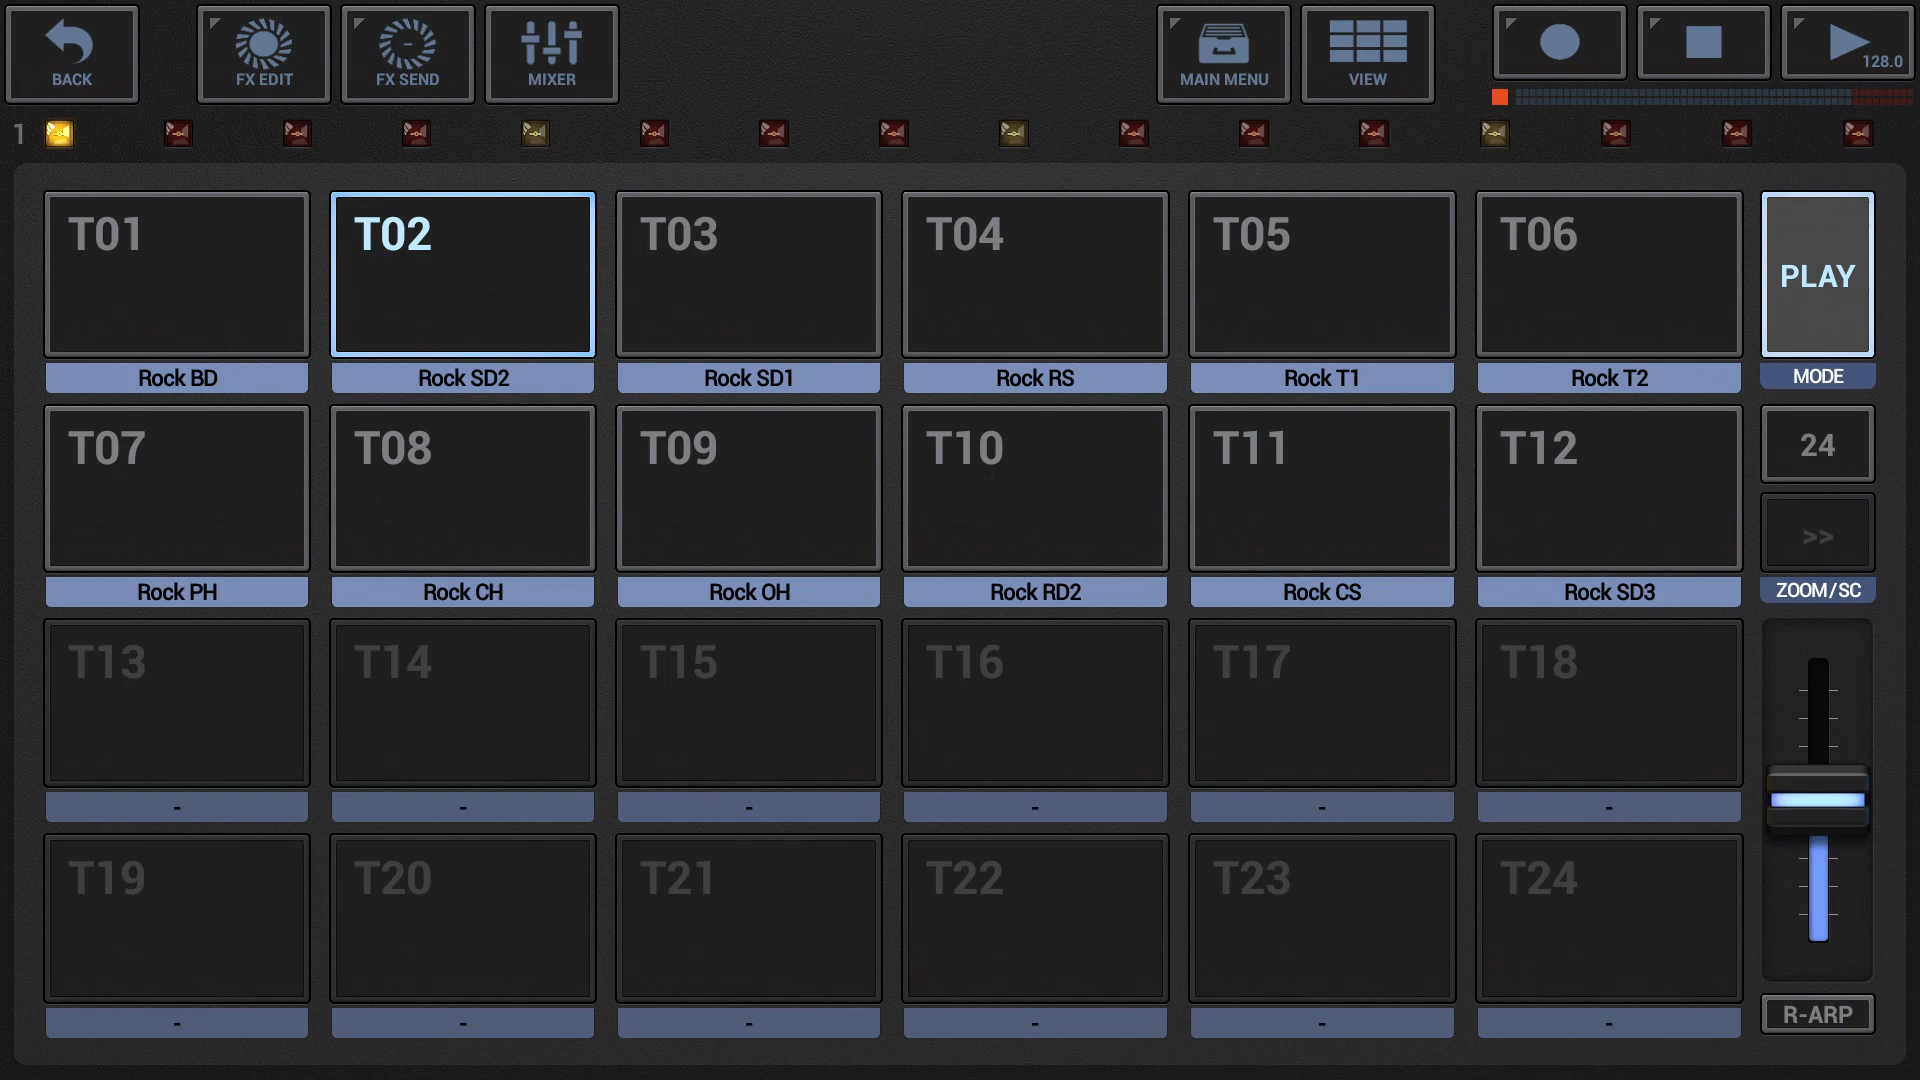 BACK
FX EDIT
FX SEND
MIXER
MAIN MENU
VIEW
128.0
1
T01
T02
T03
T04
T05
T06
PLAY
Rock BD
Rock SD2
Rock SD1
Rock RS
Rock T1
Rock T2
MODE
T07
T08
T09
T10
T11
T12
24
>>
Rock PH
Rock CH
Rock OH
Rock RD2
Rock CS
Rock SD3
ZOOM/SC
T13
T14
T15
T16
T17
T18
-
-
-
-
-
-
T19
T20
T21
T22
T23
T24
R-ARP
-
-
-
-
-
-